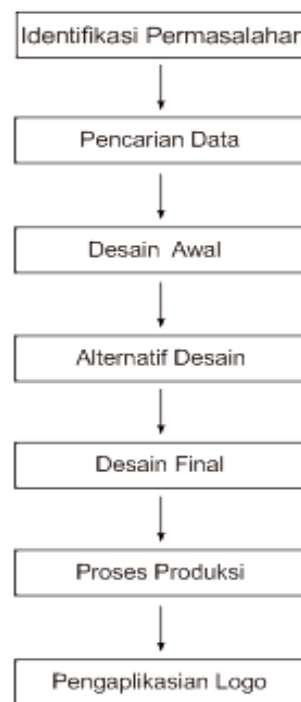 Identifikasi Permasalahan
Pencarian Data
Desain Awal
Alternatif Desain
Desain Final
Proses Produksi
Pengaplikasian Logo